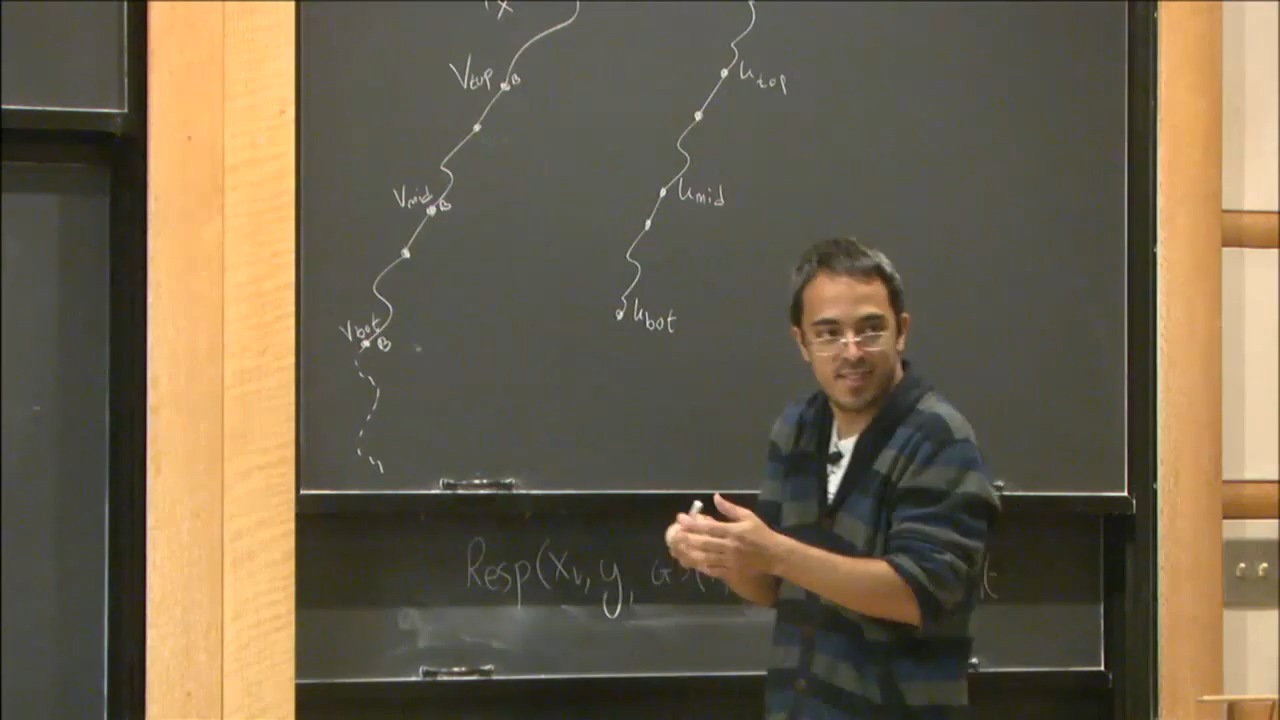 V_top B
u_top
V_mid B
u_mid
V_bot B
u_bot
Resp(x_v, y,